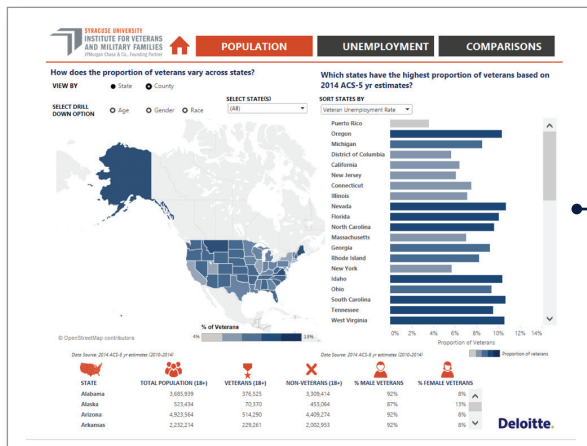 SYRACUSE UNIVERSITY
INSTITUTE FOR VETERANS
AND MILITARY FAMILIES
JPMorgan Chase & Co., Founding Partner
POPULATION
UNEMPLOYMENT
COMPARISONS
How does the proportion of veterans vary across states?
VIEW BY
State
County
SELECT DRILL
DOWN OPTION
Age
Gender
Race
SELECT STATE(S)
(All)
Which states have the highest proportion of veterans based on
2014 ACS-5 yr estimates?
SORT STATES BY
Veteran Unemployment Rate
Puerto Rico
Oregon
Michigan
District of Columbia
California
New Jersey
Connecticut
Illinois
Nevada
Florida
North Carolina
Massachusetts
Georgia
Rhode Island
New York
Idaho
Ohio
South Carolina
Tennessee
West Virginia
0% 2% 4% 6% 8% 10% 12% 14%
Proportion of Veterans
© OpenStreetMap contributors
% of Veterans
4%
Data Source: 2014 ACS-5 yr estimates (2010-2014)
Data Source: 2014 ACS-5 yr estimates (2010-2014)
Proportion of veterans
STATE TOTAL POPULATION (18+) VETERANS (18+) NON-VETERANS (18+) % MALE VETERANS % FEMALE VETERANS
Alabama 3,685,939 376,525 3,309,414 92% 8%
Alaska 523,434 70,370 453,064 87% 13%
Arizona 4,923,564 514,290 4,409,274 92% 8%
Arkansas 2,232,214 229,261 2,002,953 92% 8%
Deloitte.